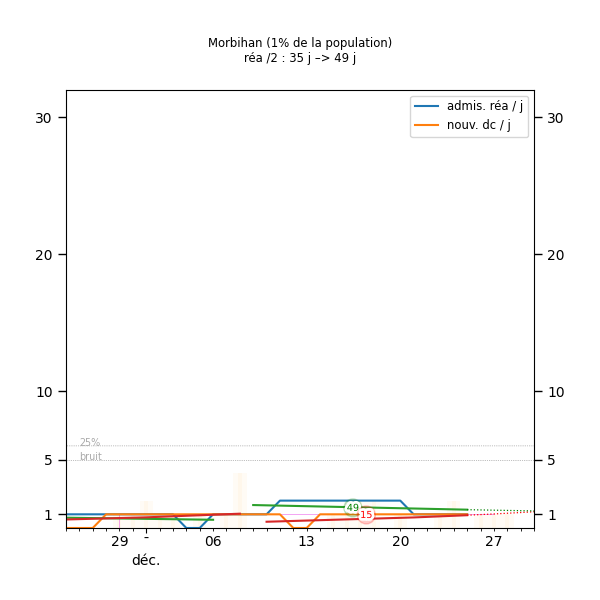 Morbihan (1% de la population)
réa /2 : 35 j –> 49 j
admis. réa / j
nouv. dc / j
30 30
20 20
10 10
25%
bruit
5 5
49
15
1 1
29 - 06 13 20 27
déc.